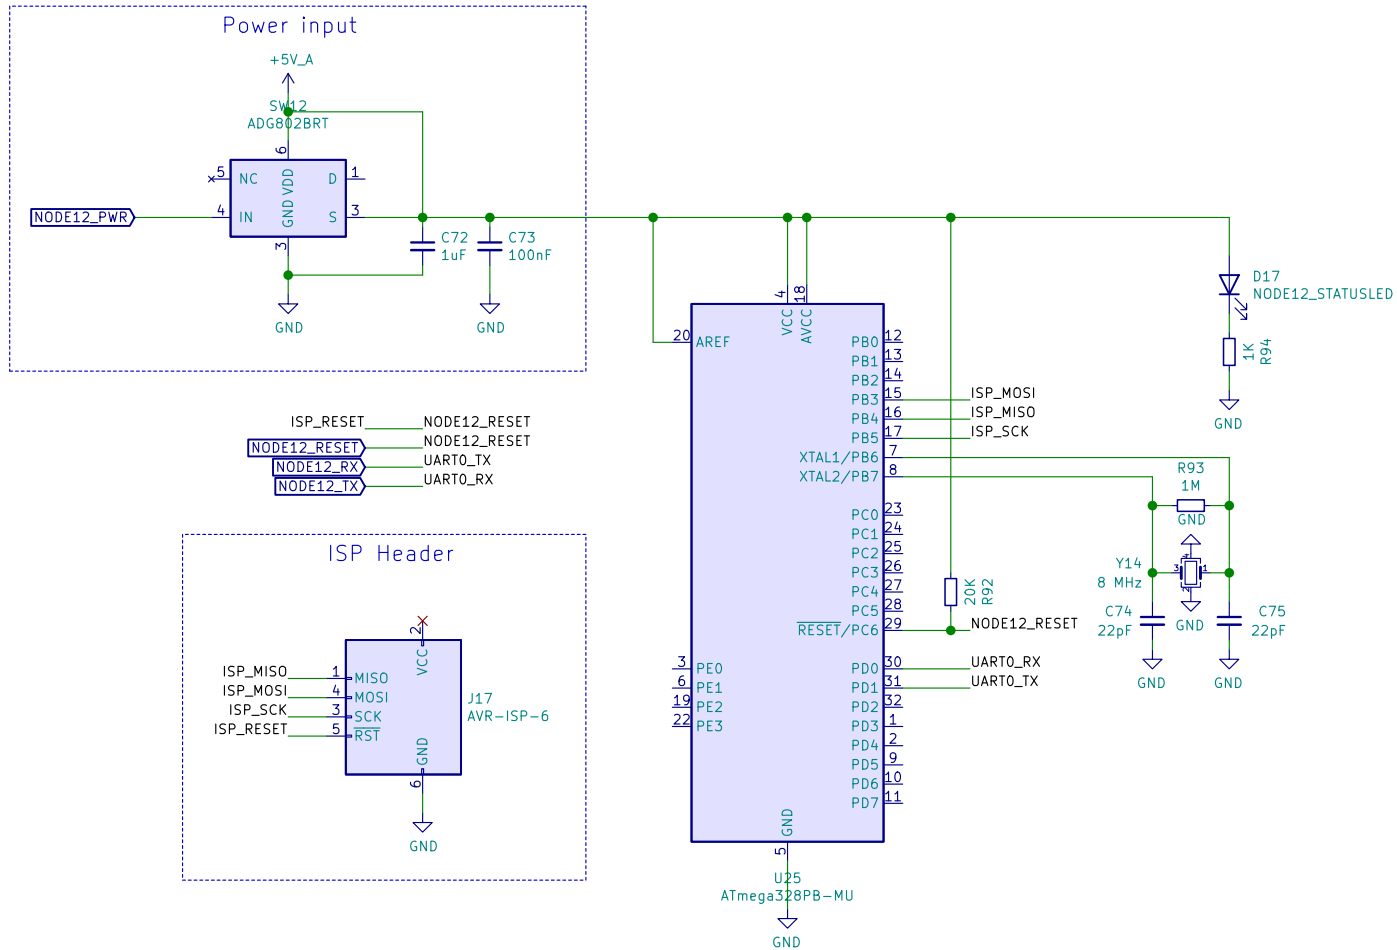 Power input
+5V_A
SW12
ADG802BRT
6
5
NC
VDD
D
1
NODE12_PWR
4
IN
GND
S
3
3
C72
1uF
C73
100nF
GND
GND
D17
NODE12_STATUSLED
1K
R94
GND
4
18
VCC
AVCC
20
AREF
PB0
12
PB1
13
PB2
14
PB3
15
ISP_MOSI
PB4
16
ISP_MISO
PB5
17
ISP_SCK
XTAL1/PB6
7
XTAL2/PB7
8
PC0
23
PC1
24
PC2
25
PC3
26
PC4
27
PC5
28
RESET/PC6
29
NODE12_RESET
20K
R92
3
PE0
6
PE1
19
PE2
22
PE3
PD0
30
UART0_RX
PD1
31
UART0_TX
PD2
32
PD3
1
PD4
2
PD5
9
PD6
10
PD7
11
GND
5
U25
ATmega328PB-MU
GND
R93
1M
GND
Y14
8 MHz
4
3
1
2
GND
C74
22pF
C75
22pF
GND
GND
ISP_RESET
NODE12_RESET
NODE12_RESET
NODE12_RESET
NODE12_RX
UART0_TX
NODE12_TX
UART0_RX
ISP Header
2
VCC
ISP_MISO
1
MISO
ISP_MOSI
4
MOSI
ISP_SCK
3
SCK
ISP_RESET
5
RST
J17
AVR-ISP-6
GND
6
GND